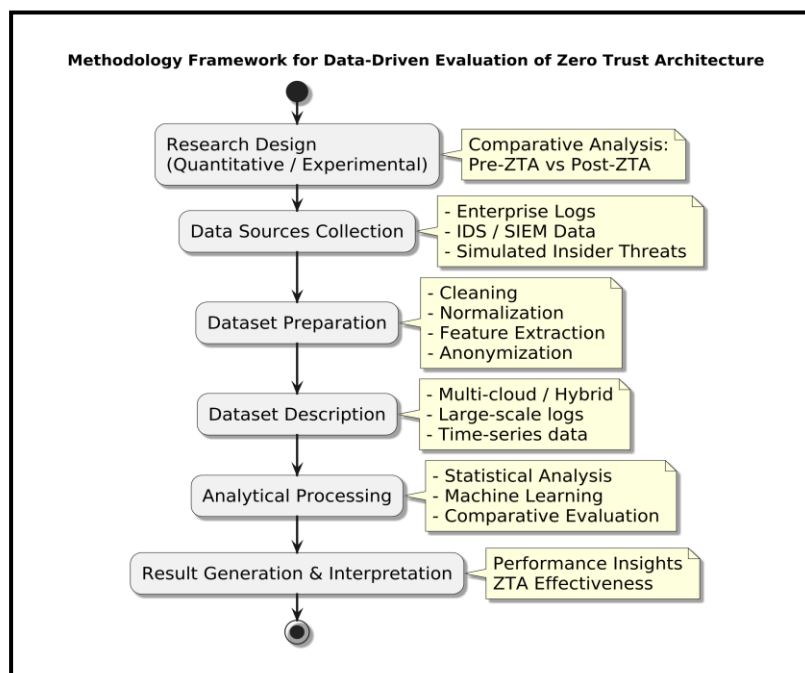 Methodology Framework for Data-Driven Evaluation of Zero Trust Architecture
Research Design
(Quantitative / Experimental)
Comparative Analysis:
Pre-ZTA vs Post-ZTA
Data Sources Collection
- Enterprise Logs
- IDS / SIEM Data
- Simulated Insider Threats
Dataset Preparation
- Cleaning
- Normalization
- Feature Extraction
- Anonymization
Dataset Description
- Multi-cloud / Hybrid
- Large-scale logs
- Time-series data
Analytical Processing
- Statistical Analysis
- Machine Learning
- Comparative Evaluation
Result Generation & Interpretation
Performance Insights
ZTA Effectiveness